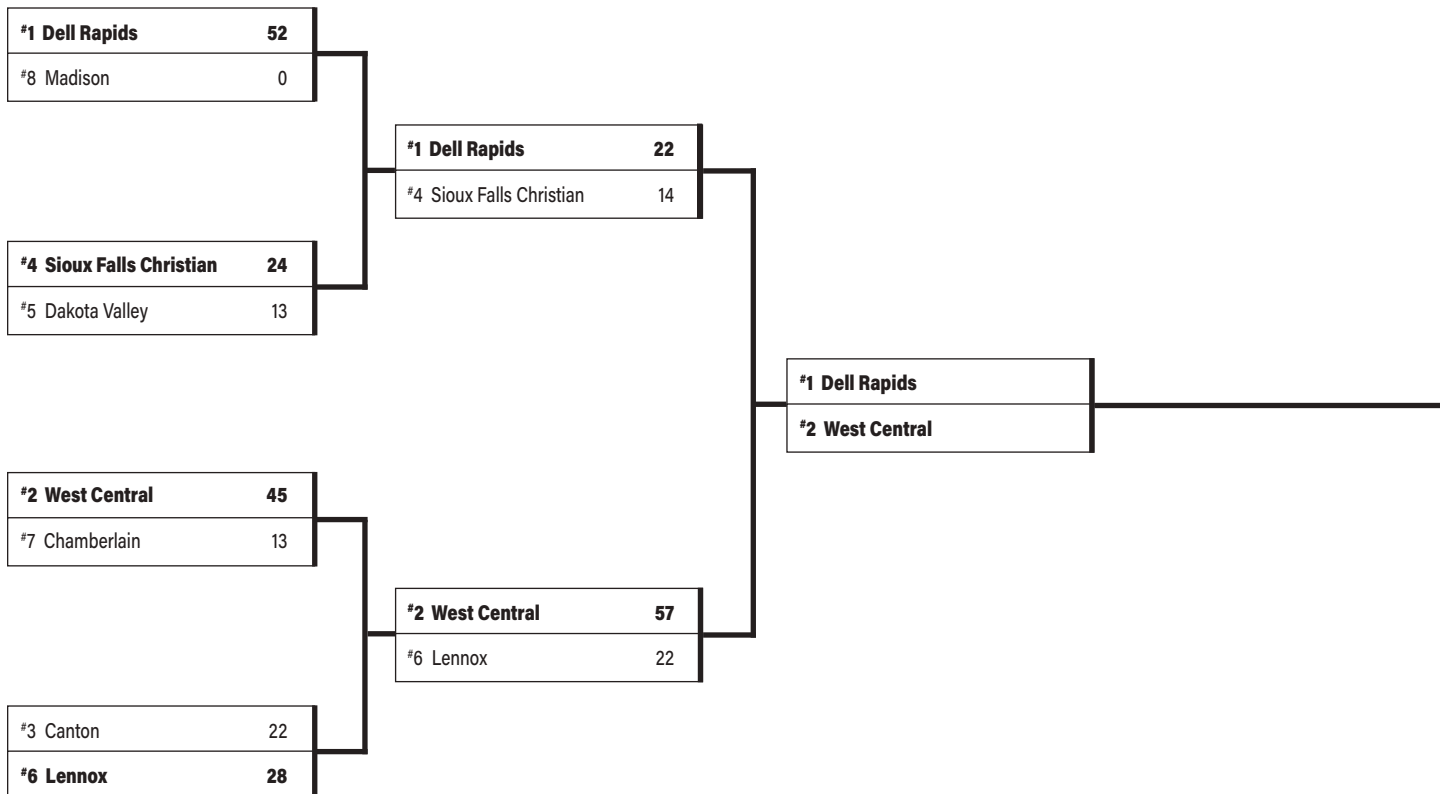 #1 Dell Rapids 52
#8 Madison 0
#4 Sioux Falls Christian 24
#5 Dakota Valley 13
#2 West Central 45
#7 Chamberlain 13
#3 Canton 22
#6 Lennox 28
#1 Dell Rapids 22
#4 Sioux Falls Christian 14
#2 West Central 57
#6 Lennox 22
#1 Dell Rapids
#2 West Central